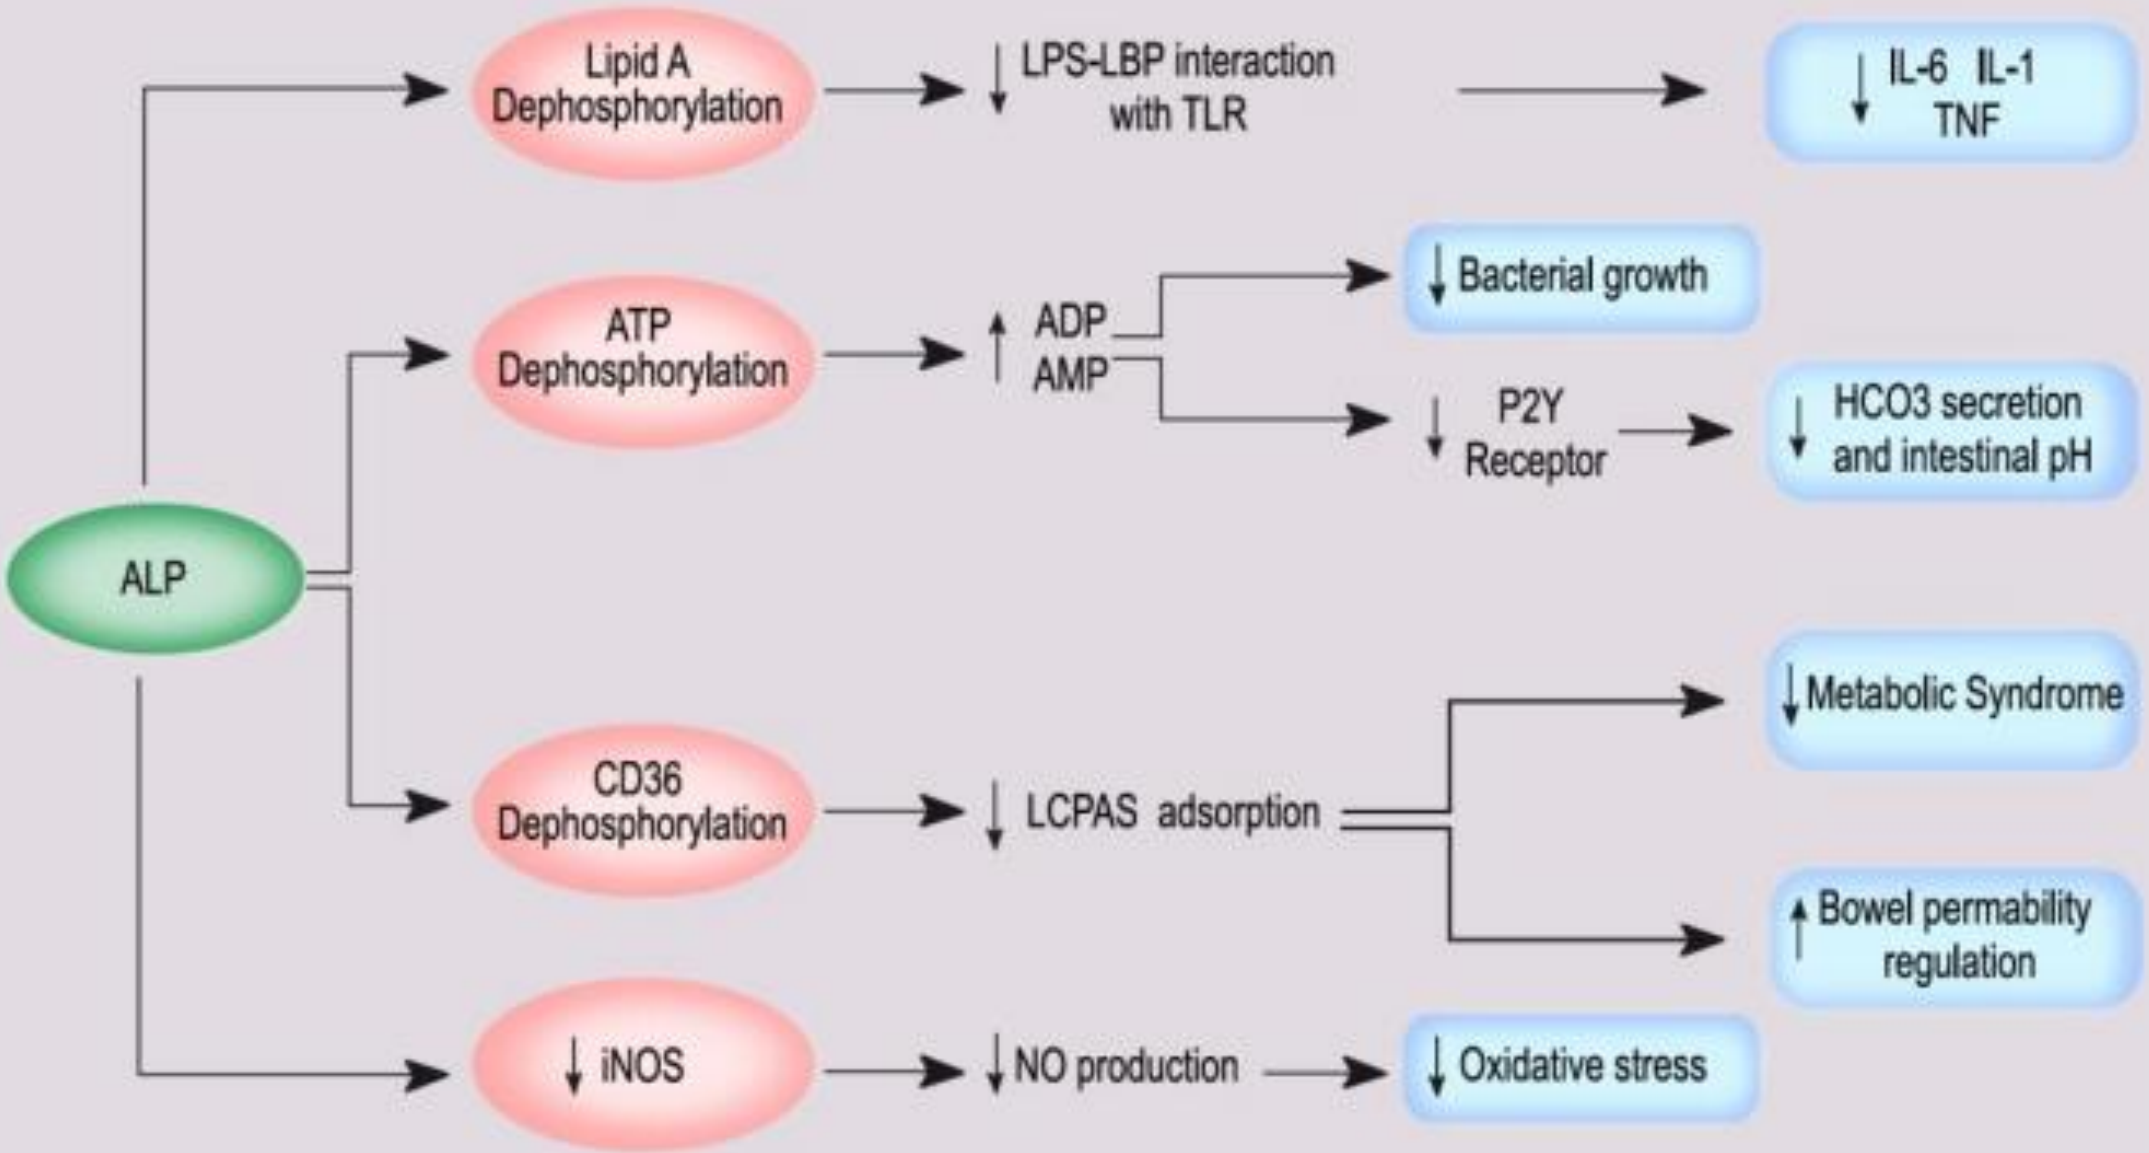 Lipid A
Dephosphorylation
↓ LPS-LBP interaction
with TLR
↓ IL-6 IL-1
TNF
ATP
Dephosphorylation
↑ ADP
AMP
↓ Bacterial growth
↓ P2Y
Receptor
↓ HCO3 secretion
and intestinal pH
ALP
CD36
Dephosphorylation
↓ LCPAS adsorption
↓ Metabolic Syndrome
↑ Bowel permability
regulation
↓ iNOS
↓ NO production
↓ Oxidative stress